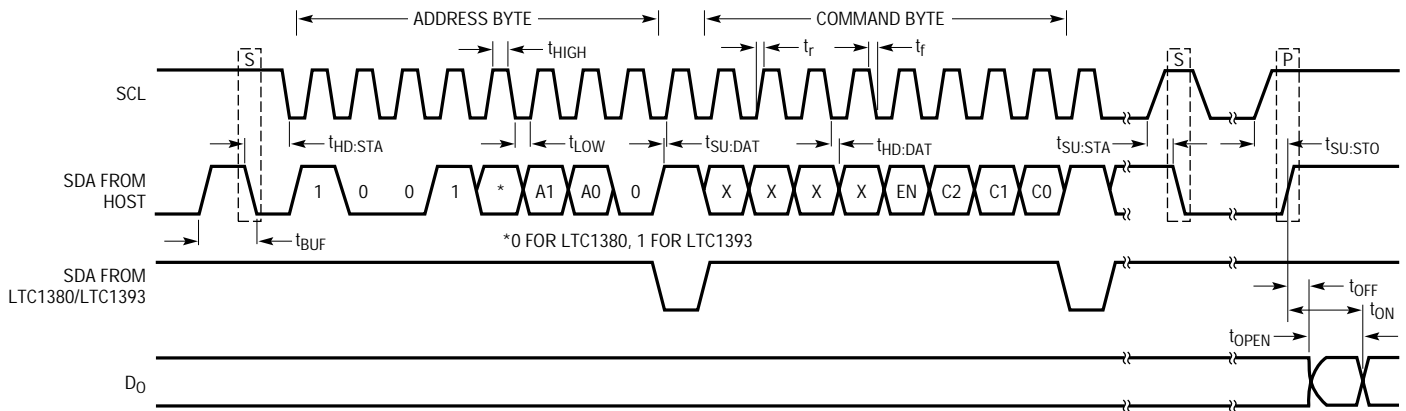 ADDRESS BYTE
COMMAND BYTE
S
tHIGH
tr
tf
S
P
SCL
tHD:STA
tLOW
tSU:DAT
tHD:DAT
tSU:STA
tSU:STO
SDA FROM
HOST
1 0 0 1 * A1 A0 0 X X X X EN C2 C1 C0
tBUF
*0 FOR LTC1380, 1 FOR LTC1393
SDA FROM
LTC1380/LTC1393
tOFF
tON
tOPEN
DO